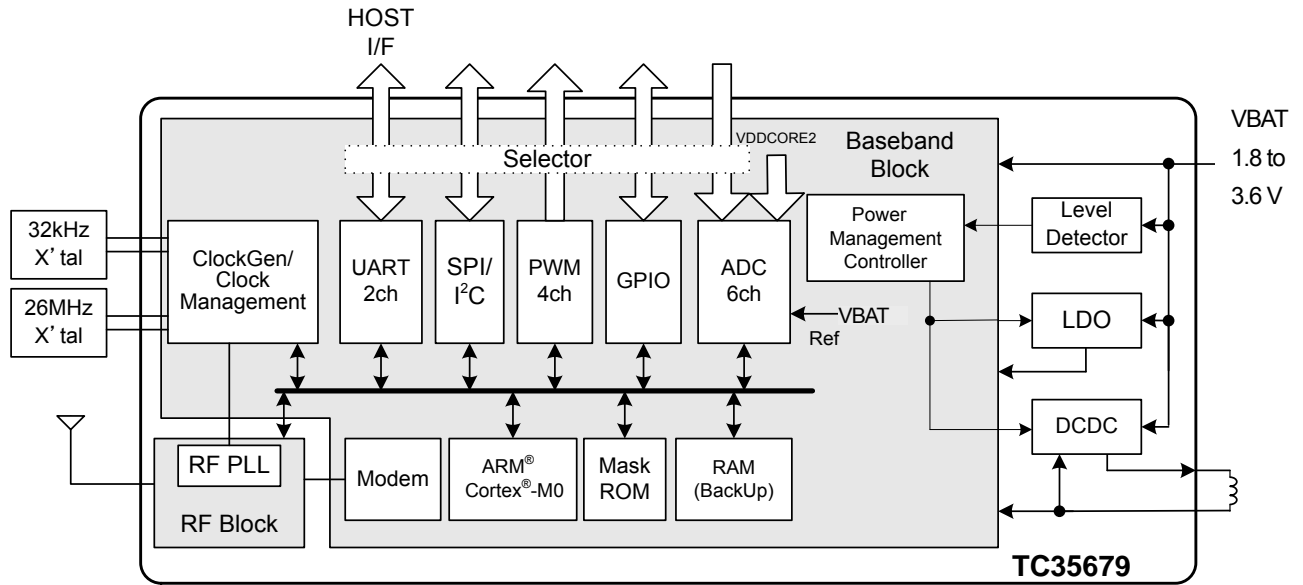 HOST
I/F
VBAT
1.8 to
3.6 V
VDDCORE2
Selector
Baseband
Block
32kHz
X' tal
26MHz
X' tal
ClockGen/
Clock
Management
UART
2ch
SPI/
I²C
PWM
4ch
GPIO
ADC
6ch
VBAT
Ref
Power
Management
Controller
Level
Detector
LDO
DCDC
RF PLL
RF Block
Modem
ARM®
Cortex®-M0
Mask
ROM
RAM
(BackUp)
TC35679